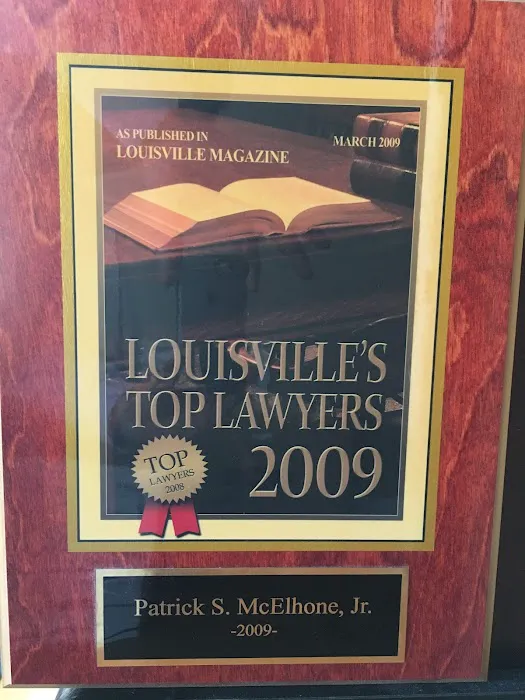 AS PUBLISHED IN
LOUISVILLE MAGAZINE
MARCH 2009
LOUISVILLE'S
TOP LAWYERS
2009
TOP
LAWYERS
2008
Patrick S. McElhone, Jr.
-2009-